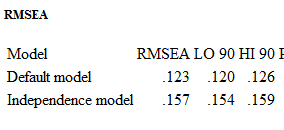 RMSEA
Model RMSEA LO 90 HI 90
Default model .123 .120 .126
Independence model .157 .154 .159